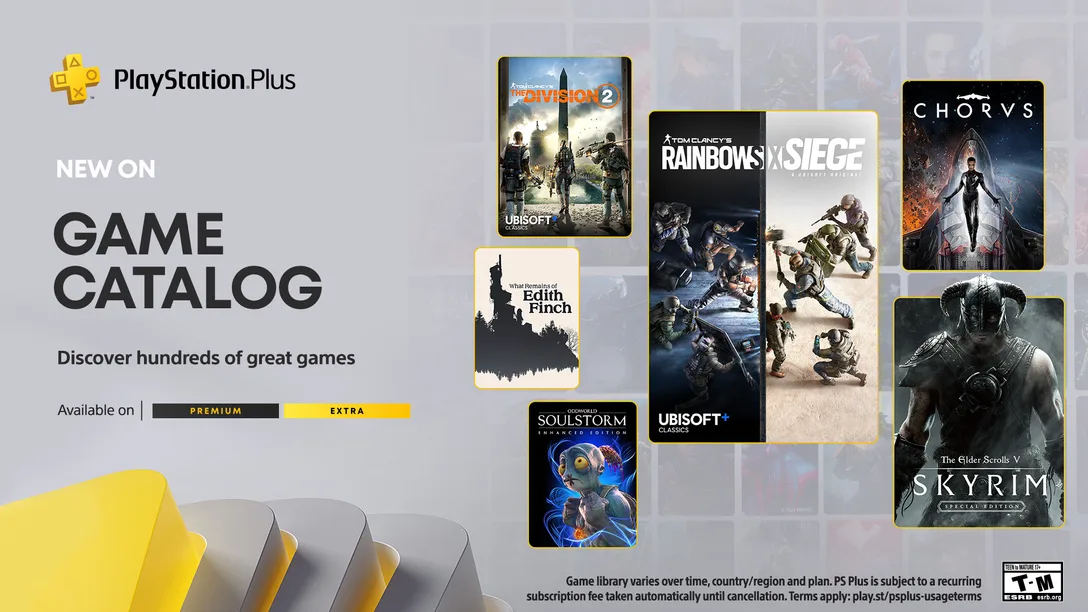 PlayStation.Plus
NEW ON
GAME
CATALOG
Discover hundreds of great games
Available on
PREMIUM
EXTRA
TOM CLANCY'S
THE DIVISION 2
UBISOFT+
CLASSICS
What Remains of
Edith
Finch
ODDWORLD
SOULSTORM
ENHANCED EDITION
TOM CLANCY'S
RAINBOW SIX SIEGE
A UBISOFT ORIGINAL
UBISOFT+
CLASSICS
CHORVS
The Elder Scrolls V
SKYRIM
SPECIAL EDITION
Game library varies over time, country/region and plan. PS Plus is subject to a recurring
subscription fee taken automatically until cancellation. Terms apply: play.st/psplus-usageterms
TEEN to MATURE 17+
T-M
ESRB esrb.org